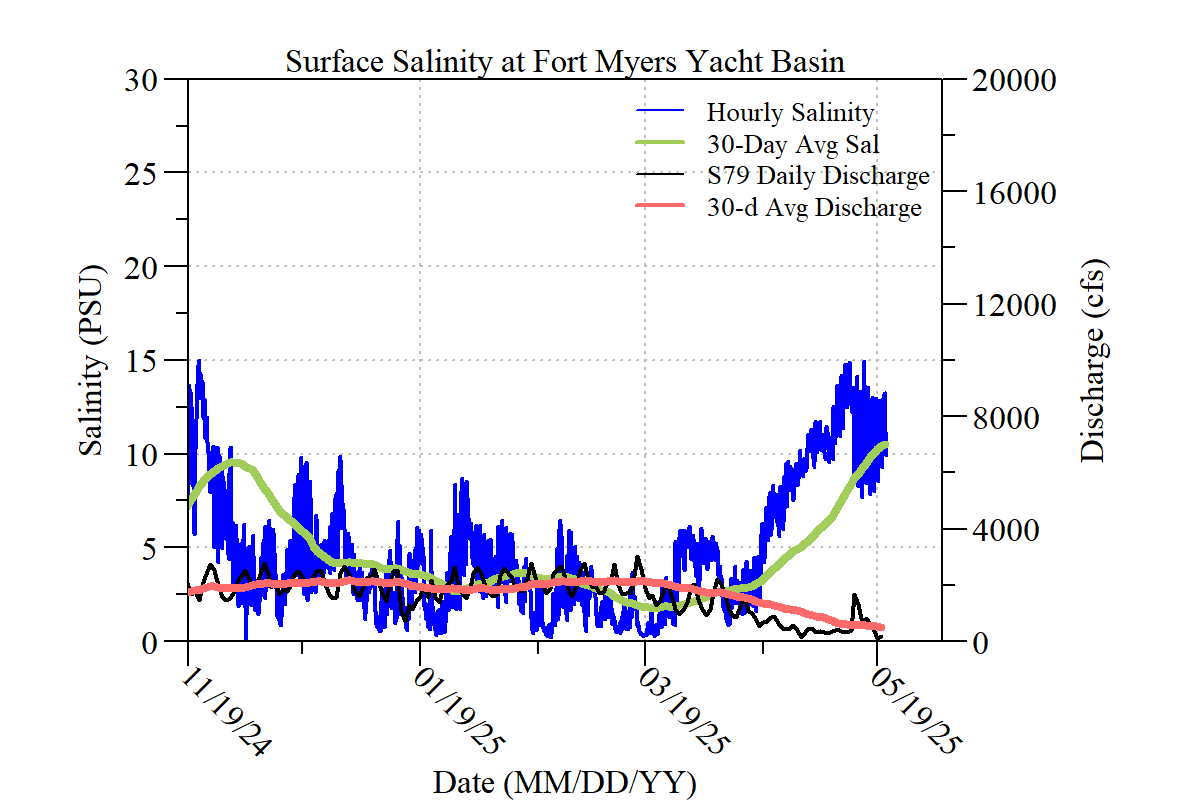 Surface Salinity at Fort Myers Yacht Basin
30
25
20
15
10
5
0
Salinity (PSU)
Hourly Salinity
30-Day Avg Sal
S79 Daily Discharge
30-d Avg Discharge
20000
16000
12000
8000
4000
0
Discharge (cfs)
11/19/24
01/19/25
03/19/25
05/19/25
Date (MM/DD/YY)